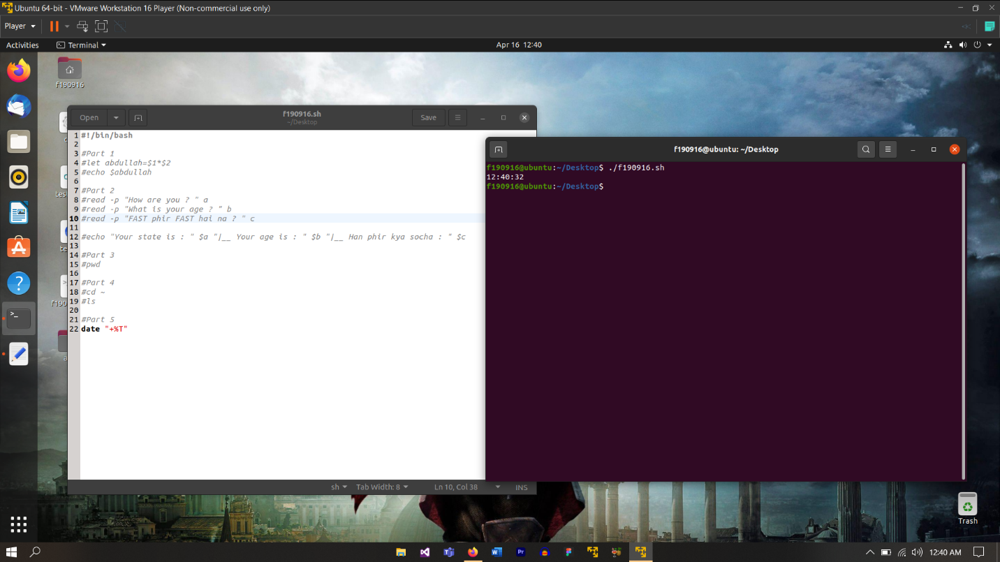 Ubuntu 64-bit - VMware Workstation 16 Player (Non-commercial use only)
Player
Activities
Terminal
Apr 16 12:40
f190916
Open
f190916.sh
~/Desktop
Save
1 #!/bin/bash
2
3 #Part 1
4 #let abdullah=$1*$2
5 #echo $abdullah
6
7 #Part 2
8 #read -p "How are you ? " a
9 #read -p "What is your age ? " b
10 #read -p "FAST phir FAST hai na ? " c
11
12 #echo "Your state is : " $a "|__ Your age is : " $b "|__ Han phir kya socha : " $c
13
14 #Part 3
15 #pwd
16
17 #Part 4
18 #cd ~
19 #ls
20
21 #Part 5
22 date "+%T"
sh
Tab Width: 8
Ln 10, Col 38
INS
f190916@ubuntu: ~/Desktop
f190916@ubuntu:~/Desktop$ ./f190916.sh
12:40:32
f190916@ubuntu:~/Desktop$
Trash
12:40 AM